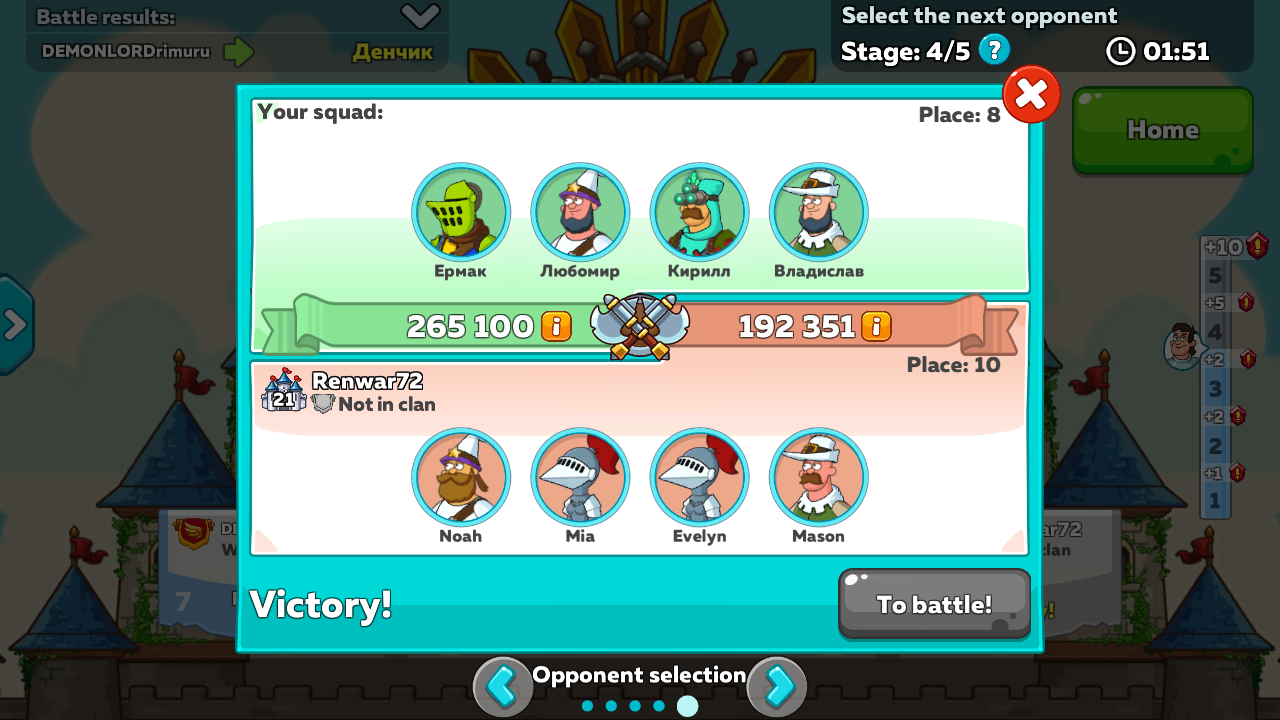 Battle results:
DEMONLORDrimuru
Денчик
Select the next opponent
Stage: 4/5 ?
01:51
Home
Your squad:
Place: 8
Ермак
Любомир
Кирилл
Владислав
265 100 i
192 351 i
Place: 10
21
Renwar72
Not in clan
Noah
Mia
Evelyn
Mason
Victory!
To battle!
Opponent selection
+10
5
+5
4
+2
3
+2
2
+1
1
7